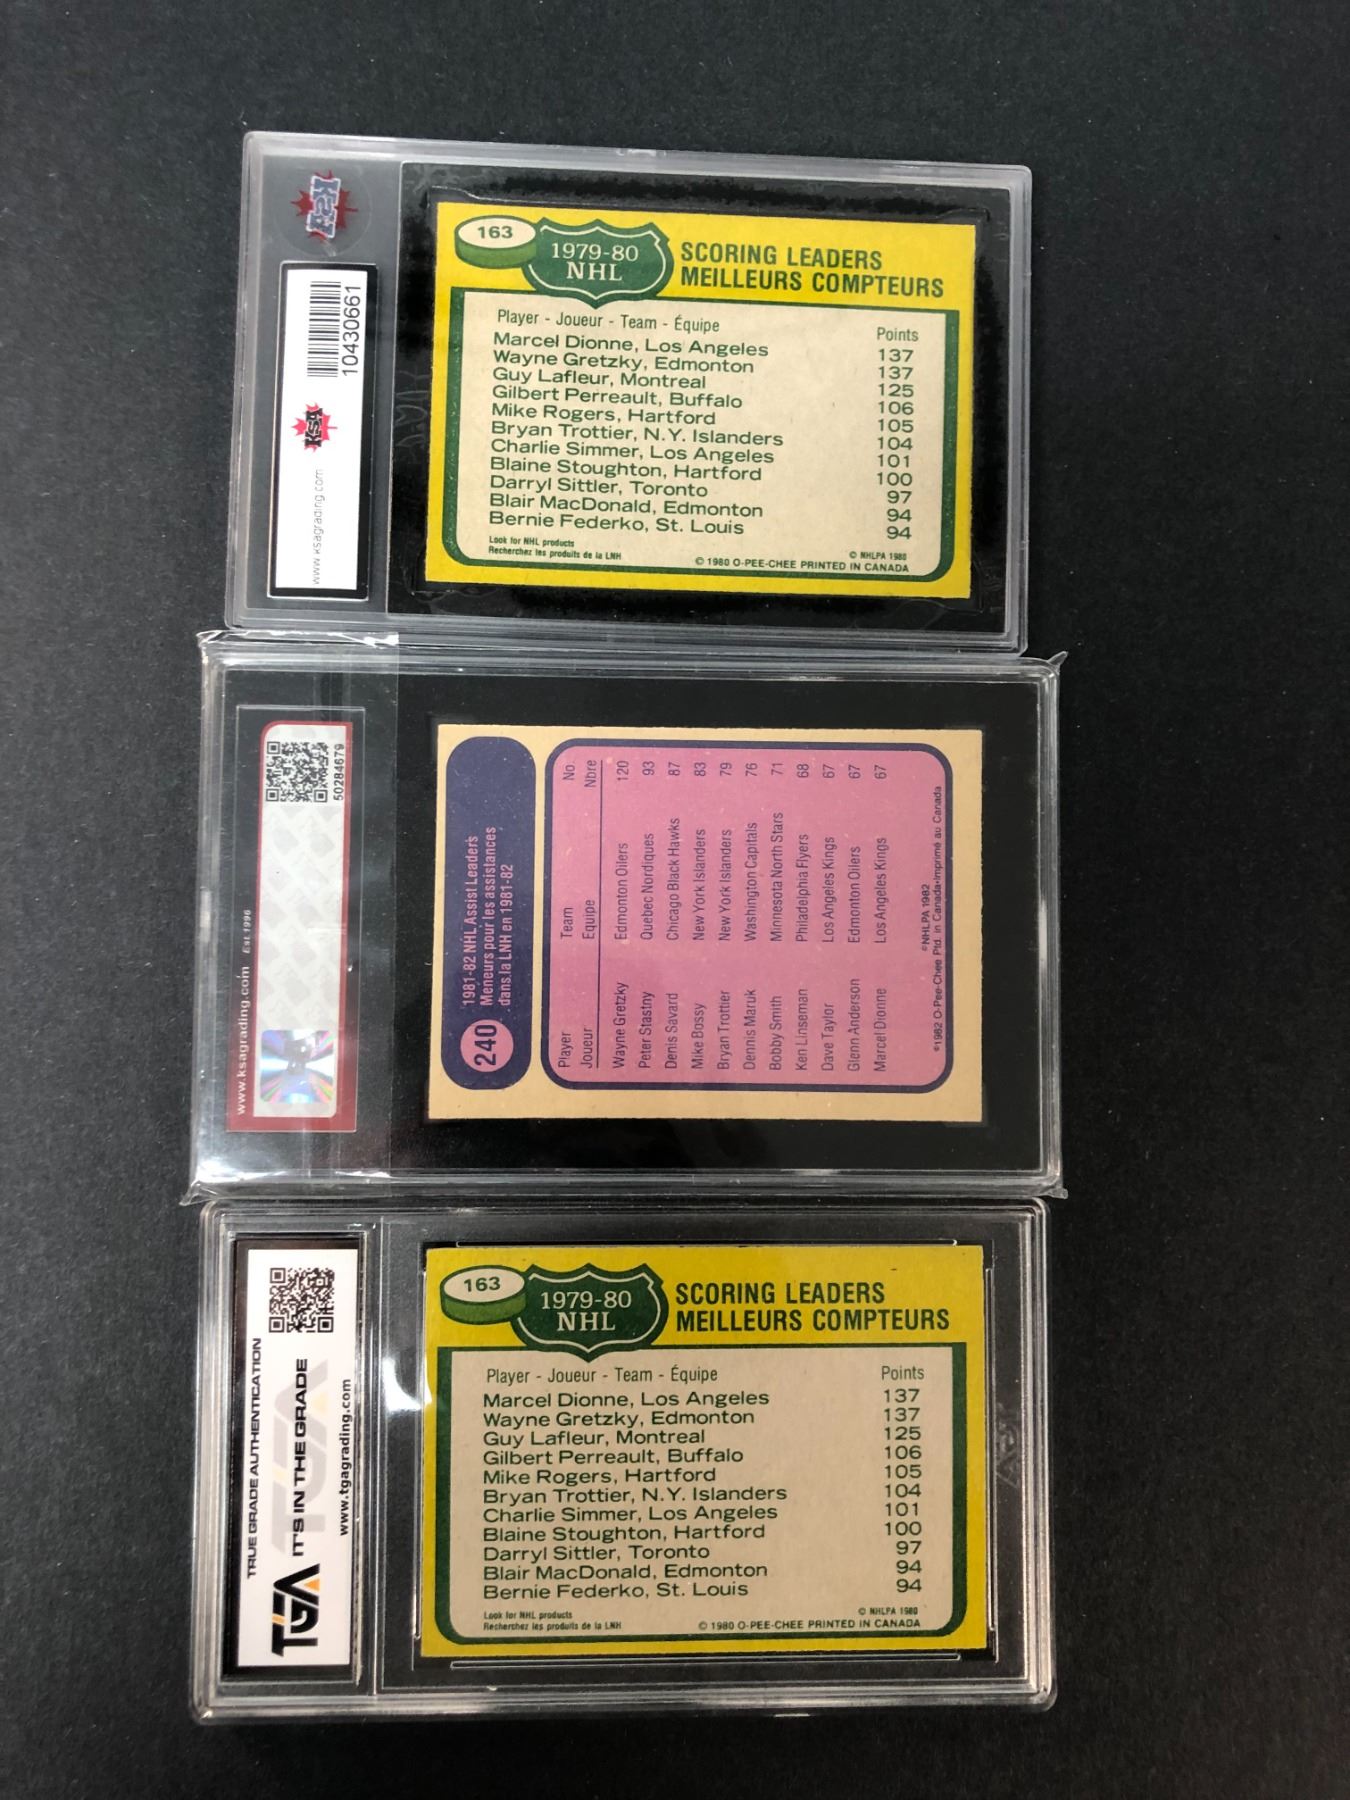 KSA
10430661
KSA
www.ksagrading.com
163
1979-80
NHL
SCORING LEADERS
MEILLEURS COMPTEURS
Player - Joueur - Team - Équipe Points
Marcel Dionne, Los Angeles 137
Wayne Gretzky, Edmonton 137
Guy Lafleur, Montreal 125
Gilbert Perreault, Buffalo 106
Mike Rogers, Hartford 105
Bryan Trottier, N.Y. Islanders 104
Charlie Simmer, Los Angeles 101
Blaine Stoughton, Hartford 100
Darryl Sittler, Toronto 97
Blair MacDonald, Edmonton 94
Bernie Federko, St. Louis 94
Look for NHL products
Recherchez les produits de la LNH
© NHLPA 1980
© 1980 O-PEE-CHEE PRINTED IN CANADA
www.ksagrading.com Est. 1996
50284679
240
1981-82 NHL Assist Leaders
Meneurs pour les assistances
dans la LNH en 1981-82
Player Team No.
Joueur Équipe Nbre
Wayne Gretzky Edmonton Oilers 120
Peter Stastny Quebec Nordiques 93
Denis Savard Chicago Black Hawks 87
Mike Bossy New York Islanders 83
Bryan Trottier New York Islanders 79
Dennis Maruk Washington Capitals 76
Bobby Smith Minnesota North Stars 71
Ken Linseman Philadelphia Flyers 68
Dave Taylor Los Angeles Kings 67
Glenn Anderson Edmonton Oilers 67
Marcel Dionne Los Angeles Kings 67
©NHLPA 1982
©1982 O-Pee-Chee Ptd. in Canada-Imprimé au Canada
TGA
TRUE GRADE AUTHENTICATION
IT'S IN THE GRADE
www.tgagrading.com
163
1979-80
NHL
SCORING LEADERS
MEILLEURS COMPTEURS
Player - Joueur - Team - Équipe Points
Marcel Dionne, Los Angeles 137
Wayne Gretzky, Edmonton 137
Guy Lafleur, Montreal 125
Gilbert Perreault, Buffalo 106
Mike Rogers, Hartford 105
Bryan Trottier, N.Y. Islanders 104
Charlie Simmer, Los Angeles 101
Blaine Stoughton, Hartford 100
Darryl Sittler, Toronto 97
Blair MacDonald, Edmonton 94
Bernie Federko, St. Louis 94
Look for NHL products
Recherchez les produits de la LNH
© NHLPA 1980
© 1980 O-PEE-CHEE PRINTED IN CANADA